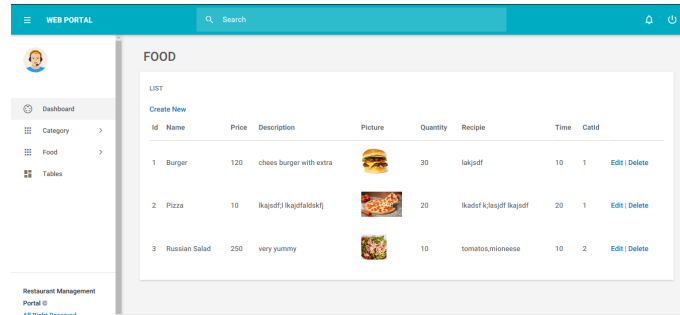 WEB PORTAL
Search
Dashboard
Category
Food
Tables
Restaurant Management
Portal ©
All Right Reserved
FOOD
LIST
Create New
Id Name Price Description Picture Quantity Recipie Time CatId
1 Burger 120 chees burger with extra 30 lakjsdf 10 1 Edit | Delete
2 Pizza 10 lkajsdf;l lkajdfaldskfj 20 lkadsf k;lasjdf lkajsdf 20 1 Edit | Delete
3 Russian Salad 250 very yummy 10 tomatos,mioneese 10 2 Edit | Delete